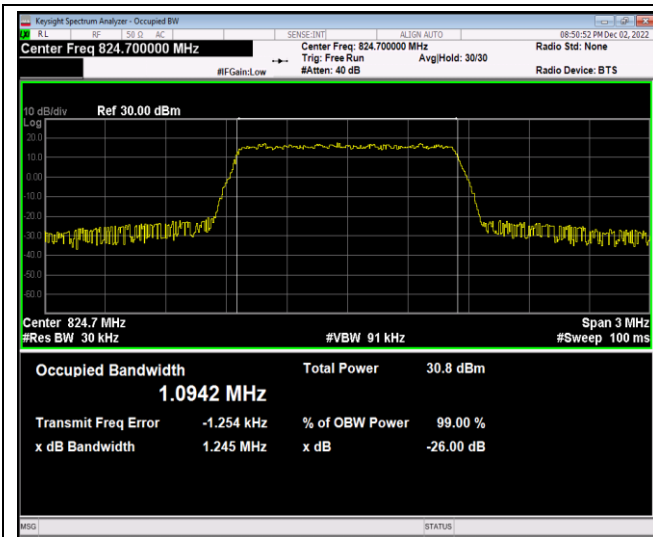 Keysight Spectrum Analyzer - Occupied BW
RL RF 50 Ω AC SENSE:INT ALIGN AUTO 08:50:52 PM Dec 02, 2022
Center Freq 824.700000 MHz Center Freq: 824.700000 MHz Radio Std: None
Trig: Free Run Avg|Hold: 30/30
#IFGain:Low #Atten: 40 dB Radio Device: BTS
10 dB/div Ref 30.00 dBm
Log
20.0
10.0
0.00
-10.0
-20.0
-30.0
-40.0
-50.0
-60.0
Center 824.7 MHz Span 3 MHz
#Res BW 30 kHz #VBW 91 kHz #Sweep 100 ms
Occupied Bandwidth Total Power 30.8 dBm
1.0942 MHz
Transmit Freq Error -1.254 kHz % of OBW Power 99.00 %
x dB Bandwidth 1.245 MHz x dB -26.00 dB
MSG STATUS